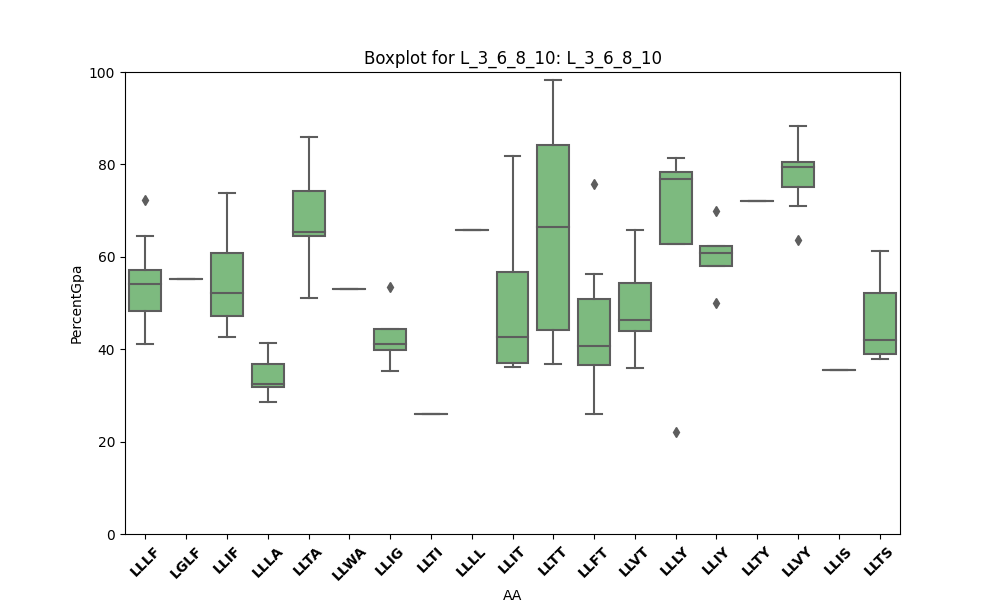 Boxplot for L_3_6_8_10: L_3_6_8_10
PercentGpa
100
80
60
40
20
0
LLLF LGLF LLIF LLLA LLTA LLWA LLIG LLTI LLLL LLIT LLTT LLFT LLVT LLLY LLIY LLTY LLVY LLIS LLTS
AA